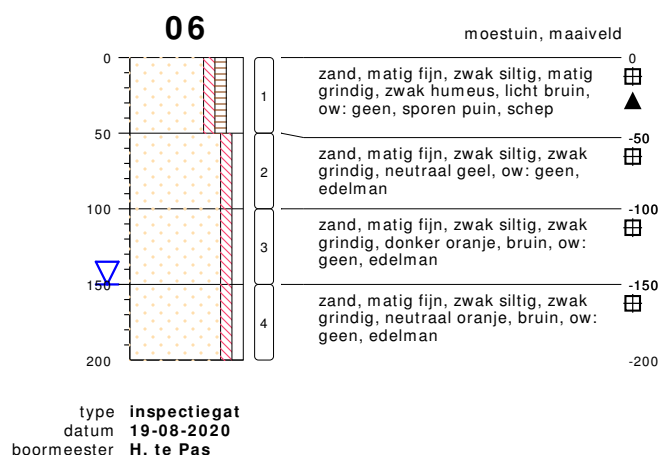 06
moestuin, maaiveld
0
50
100
150
200
1
2
3
4
zand, matig fijn, zwak siltig, matig
grindig, zwak humeus, licht bruin,
ow: geen, sporen puin, schep
zand, matig fijn, zwak siltig, zwak
grindig, neutraal geel, ow: geen,
edelman
zand, matig fijn, zwak siltig, zwak
grindig, donker oranje, bruin, ow:
geen, edelman
zand, matig fijn, zwak siltig, zwak
grindig, neutraal oranje, bruin, ow:
geen, edelman
0
-50
-100
-150
-200
type inspectiegat
datum 19-08-2020
boormeester H. te Pas